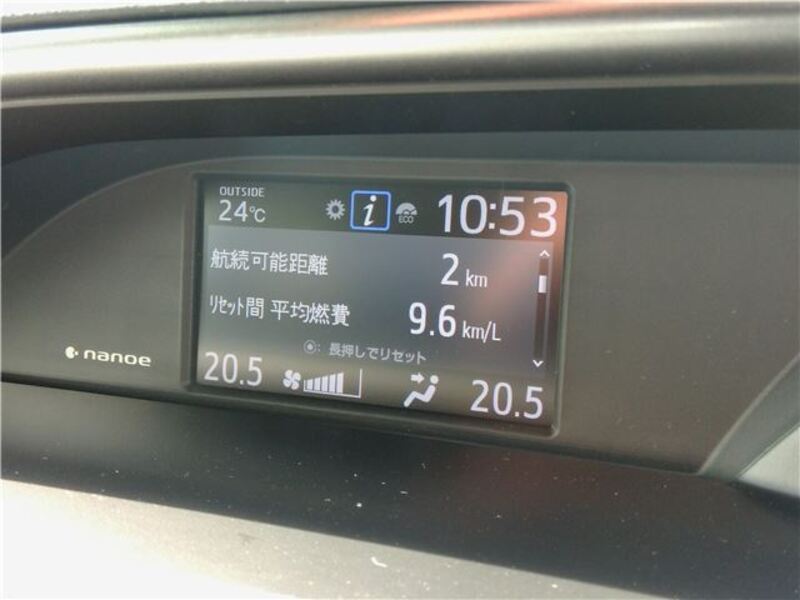 OUTSIDE
24℃
ECO
10:53
航続可能距離 2 km
ﾘｾｯﾄ間 平均燃費 9.6 km/L
長押しでリセット
nanoe
20.5
20.5